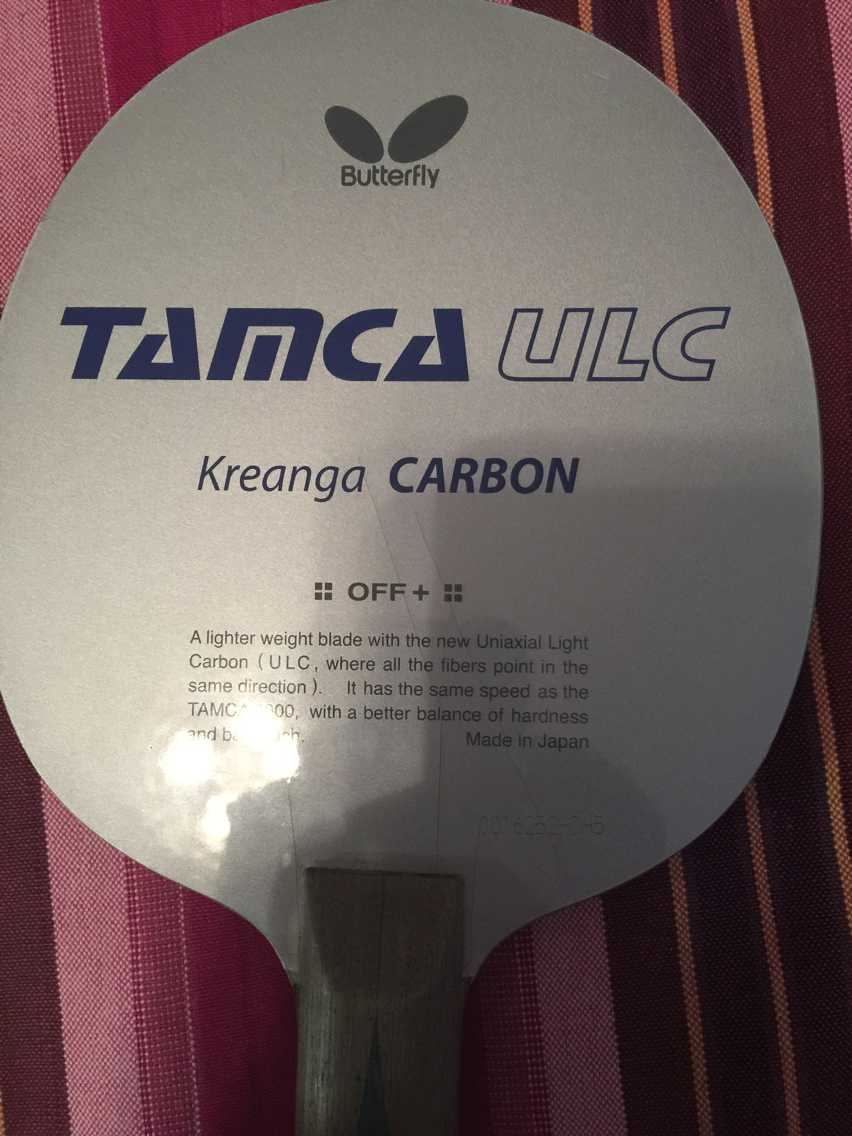 Butterfly
TAMCA ULC
Kreanga CARBON
OFF+
A lighter weight blade with the new Uniaxial Light
Carbon (ULC, where all the fibers point in the
same direction). It has the same speed as the
with a better balance of hardness
and
Made in Japan